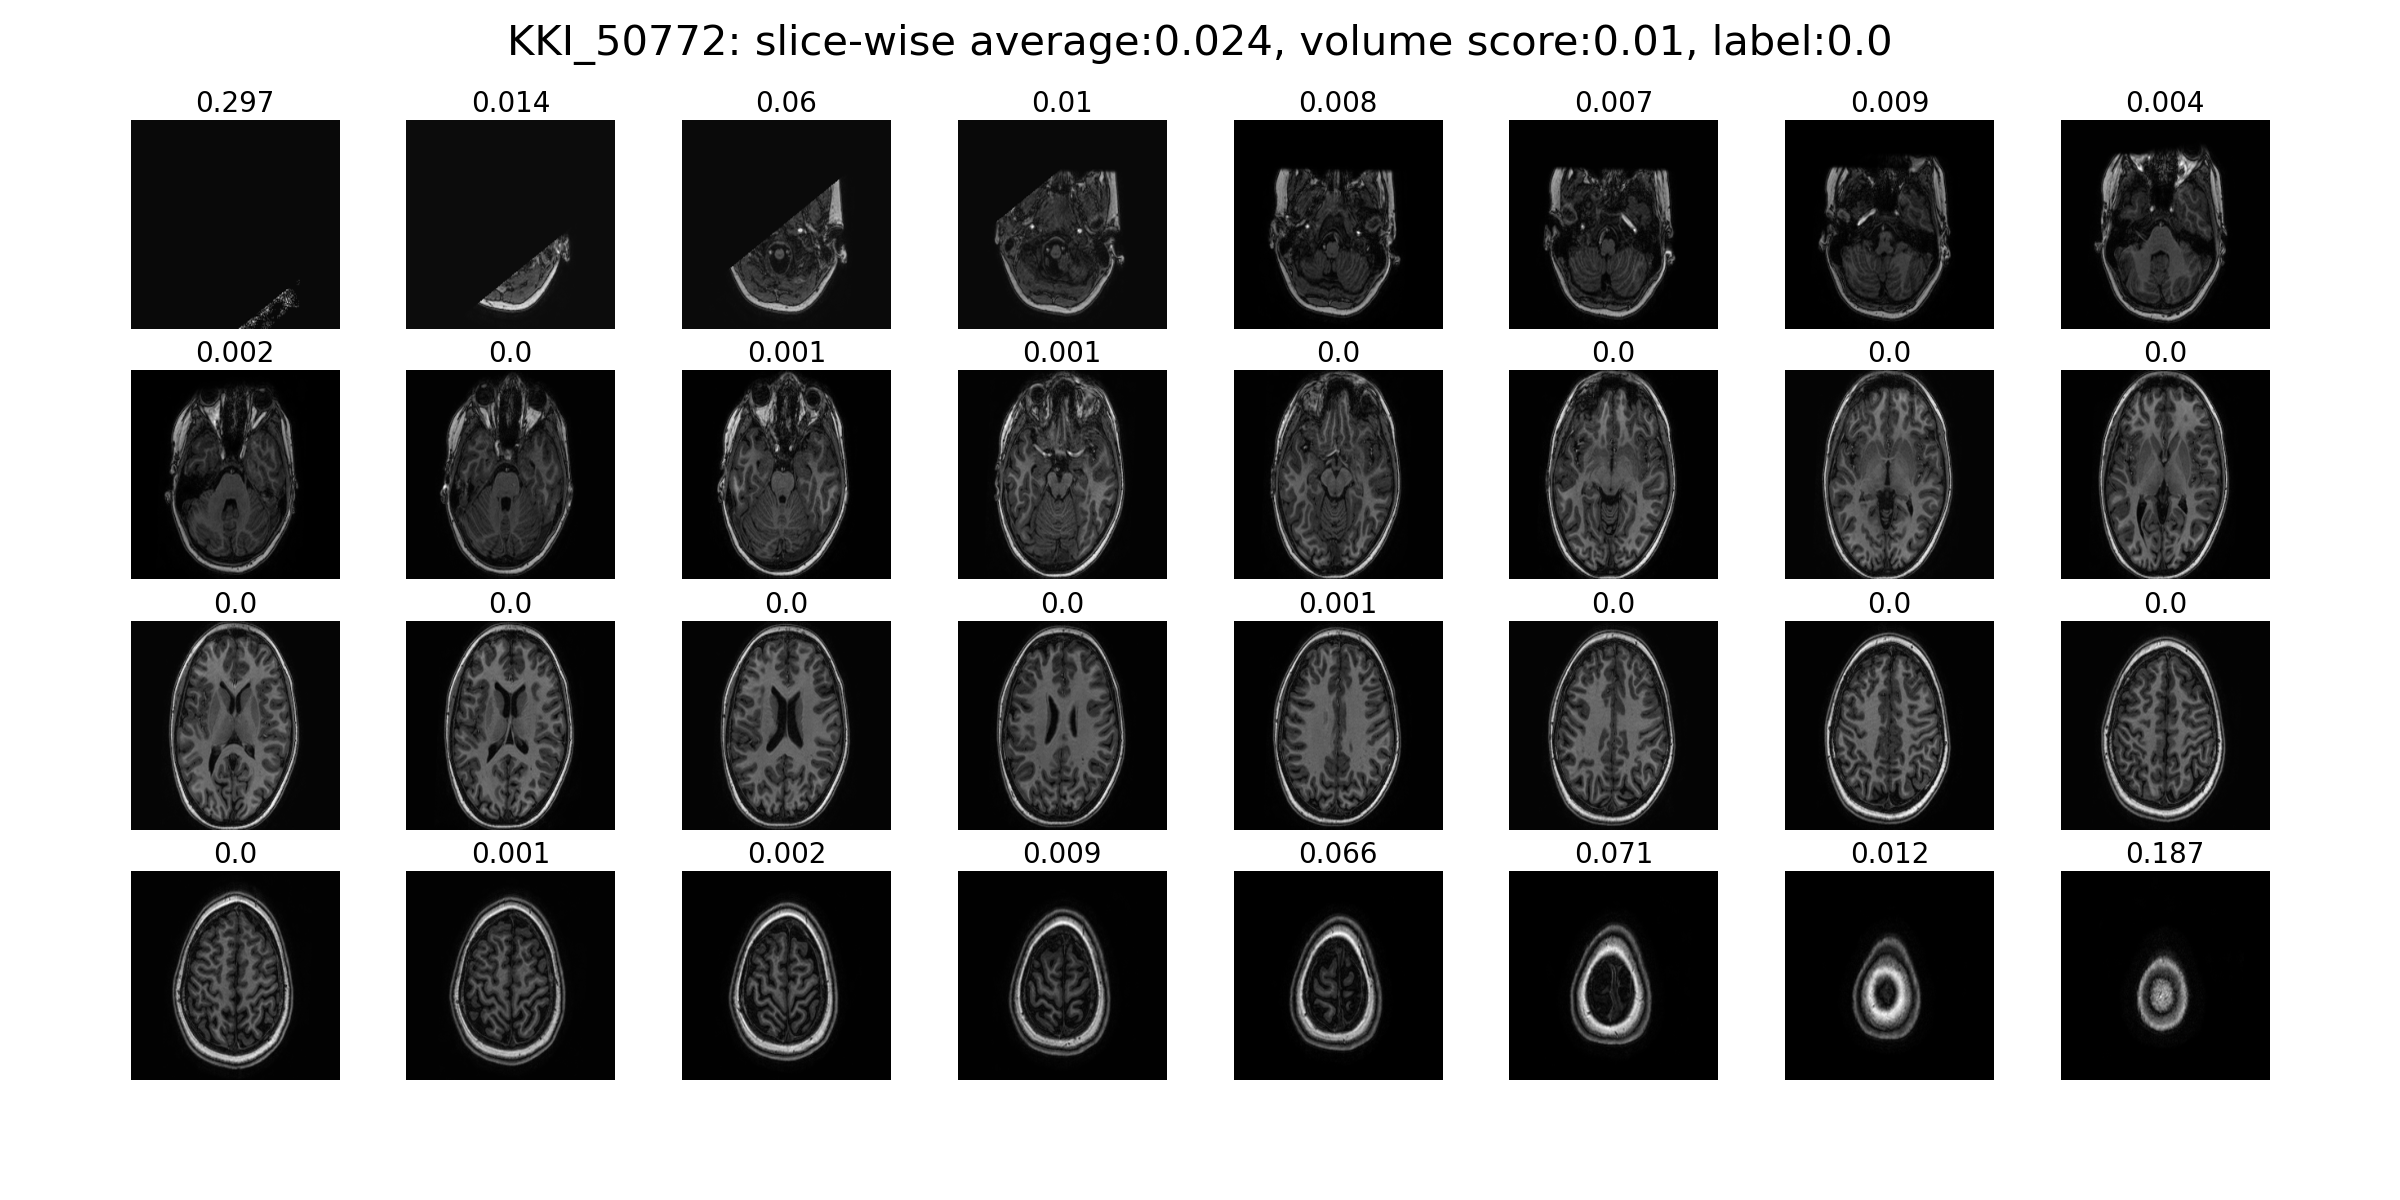 KKI_50772: slice-wise average:0.024, volume score:0.01, label:0.0
0.297 0.014 0.06 0.01 0.008 0.007 0.009 0.004
0.002 0.0 0.001 0.001 0.0 0.0 0.0 0.0
0.0 0.0 0.0 0.0 0.001 0.0 0.0 0.0
0.0 0.001 0.002 0.009 0.066 0.071 0.012 0.187